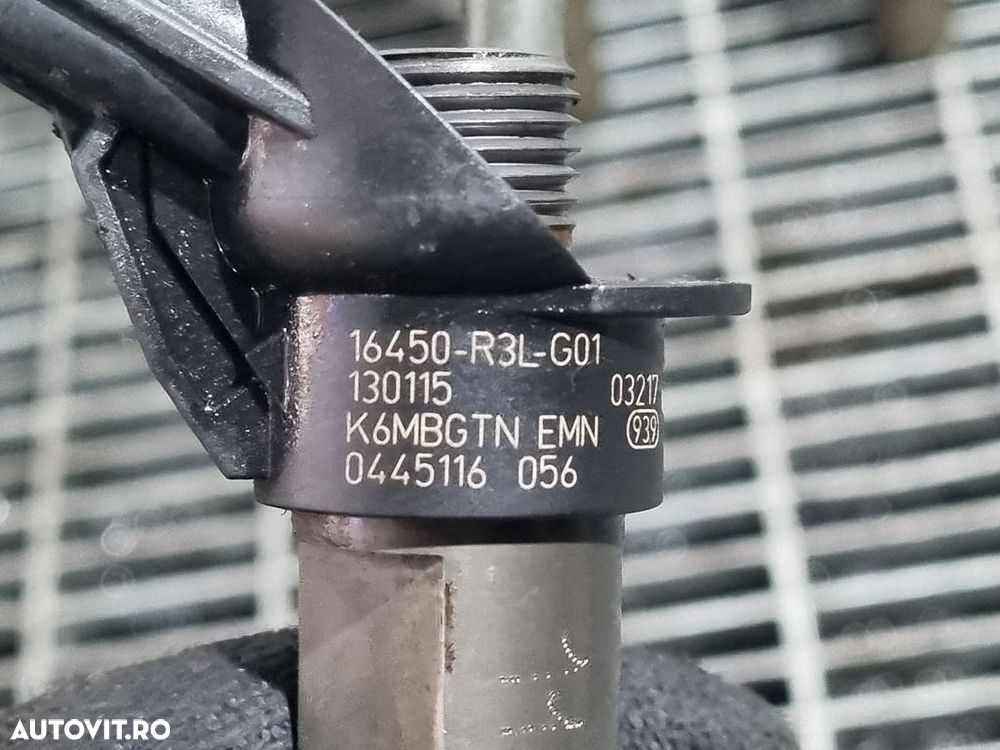 16450-R3L-G01
130115 03217
K6MBGTN EMN 939
0445116 056
AUTOVIT.RO